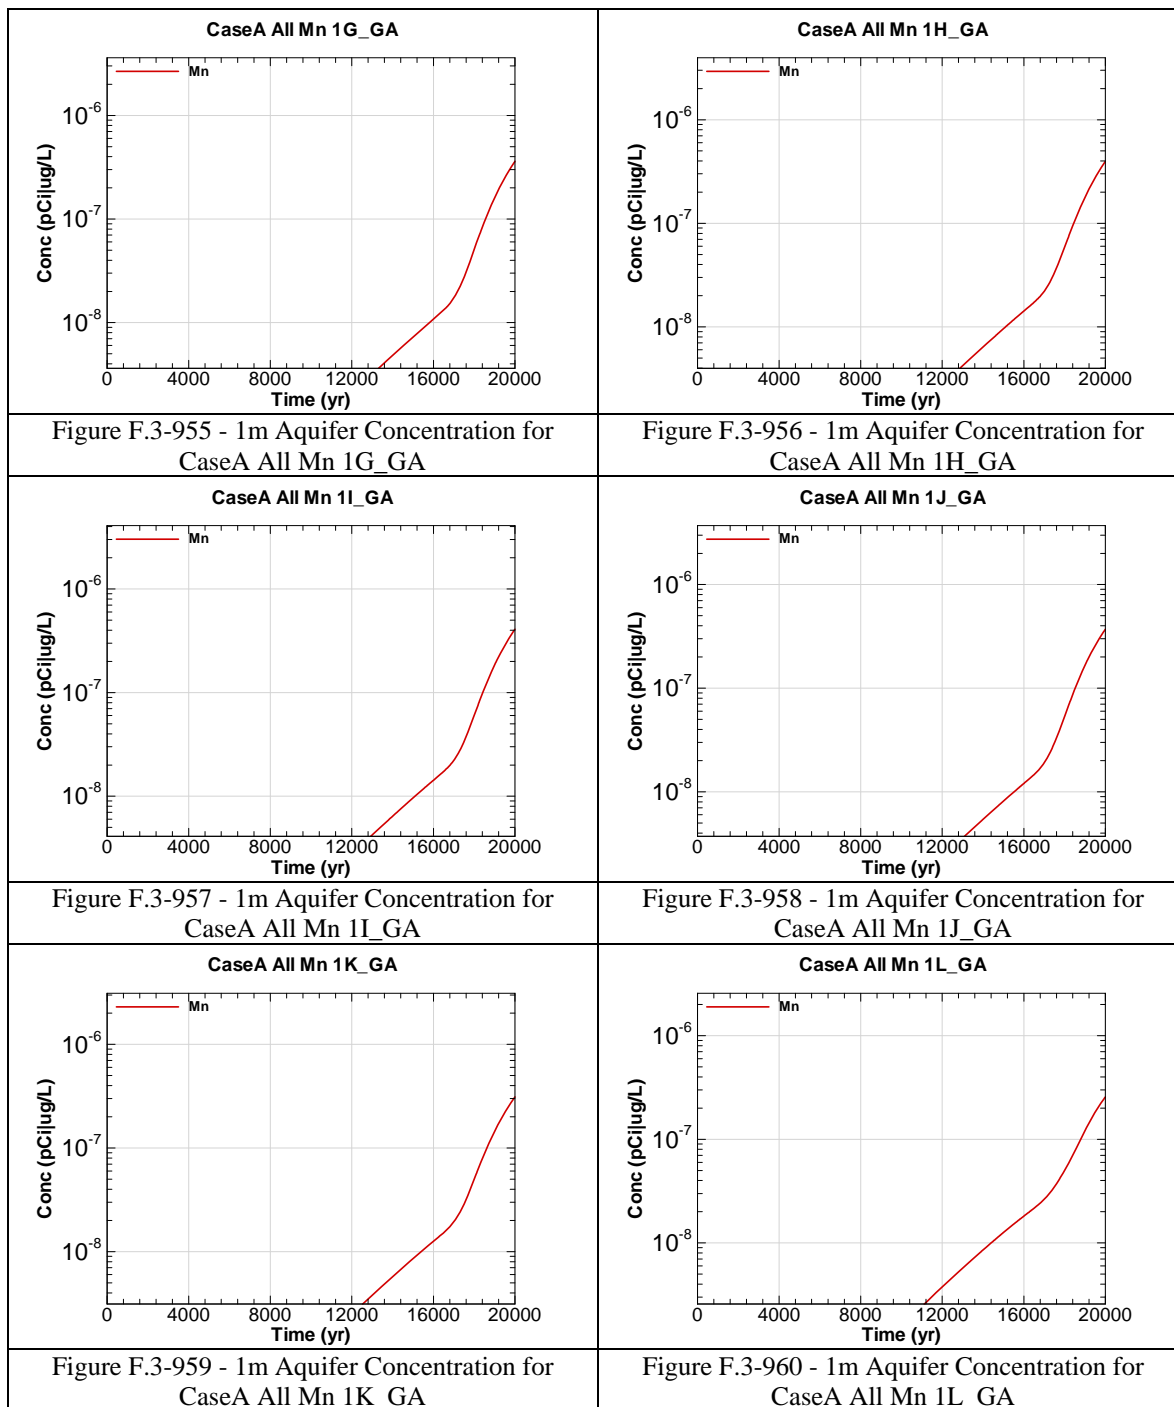 CaseA All Mn 1G_GA
Mn
10-6
10-7
10-8
Conc (pCi|ug/L)
0 4000 8000 12000 16000 20000
Time (yr)
Figure F.3-955 - 1m Aquifer Concentration for
CaseA All Mn 1G_GA
CaseA All Mn 1H_GA
Mn
10-6
10-7
10-8
Conc (pCi|ug/L)
0 4000 8000 12000 16000 20000
Time (yr)
Figure F.3-956 - 1m Aquifer Concentration for
CaseA All Mn 1H_GA
CaseA All Mn 1I_GA
Mn
10-6
10-7
10-8
Conc (pCi|ug/L)
0 4000 8000 12000 16000 20000
Time (yr)
Figure F.3-957 - 1m Aquifer Concentration for
CaseA All Mn 1I_GA
CaseA All Mn 1J_GA
Mn
10-6
10-7
10-8
Conc (pCi|ug/L)
0 4000 8000 12000 16000 20000
Time (yr)
Figure F.3-958 - 1m Aquifer Concentration for
CaseA All Mn 1J_GA
CaseA All Mn 1K_GA
Mn
10-6
10-7
10-8
Conc (pCi|ug/L)
0 4000 8000 12000 16000 20000
Time (yr)
Figure F.3-959 - 1m Aquifer Concentration for
CaseA All Mn 1K_GA
CaseA All Mn 1L_GA
Mn
10-6
10-7
10-8
Conc (pCi|ug/L)
0 4000 8000 12000 16000 20000
Time (yr)
Figure F.3-960 - 1m Aquifer Concentration for
CaseA All Mn 1L_GA